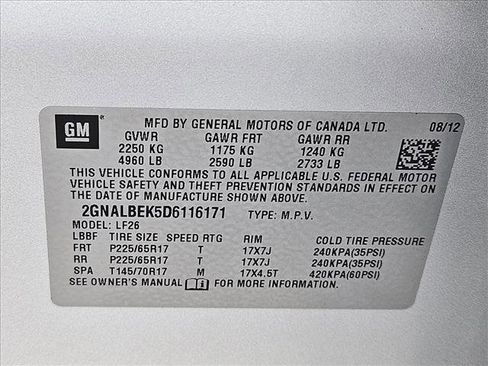 GM ® MFD BY GENERAL MOTORS OF CANADA LTD. 08/12
GVWR GAWR FRT GAWR RR
2250 KG 1175 KG 1240 KG
4960 LB 2590 LB 2733 LB
THIS VEHICLE CONFORMS TO ALL APPLICABLE U.S. FEDERAL MOTOR
VEHICLE SAFETY AND THEFT PREVENTION STANDARDS IN EFFECT ON
THE DATE OF MANUFACTURE SHOWN ABOVE.
2GNALBEK5D6116171 TYPE: M.P.V.
MODEL: LF26
LBBF TIRE SIZE SPEED RTG RIM COLD TIRE PRESSURE
FRT P225/65R17 T 17X7J 240KPA(35PSI)
RR P225/65R17 T 17X7J 240KPA(35PSI)
SPA T145/70R17 M 17X4.5T 420KPA(60PSI)
SEE OWNER'S MANUAL FOR MORE INFORMATION.